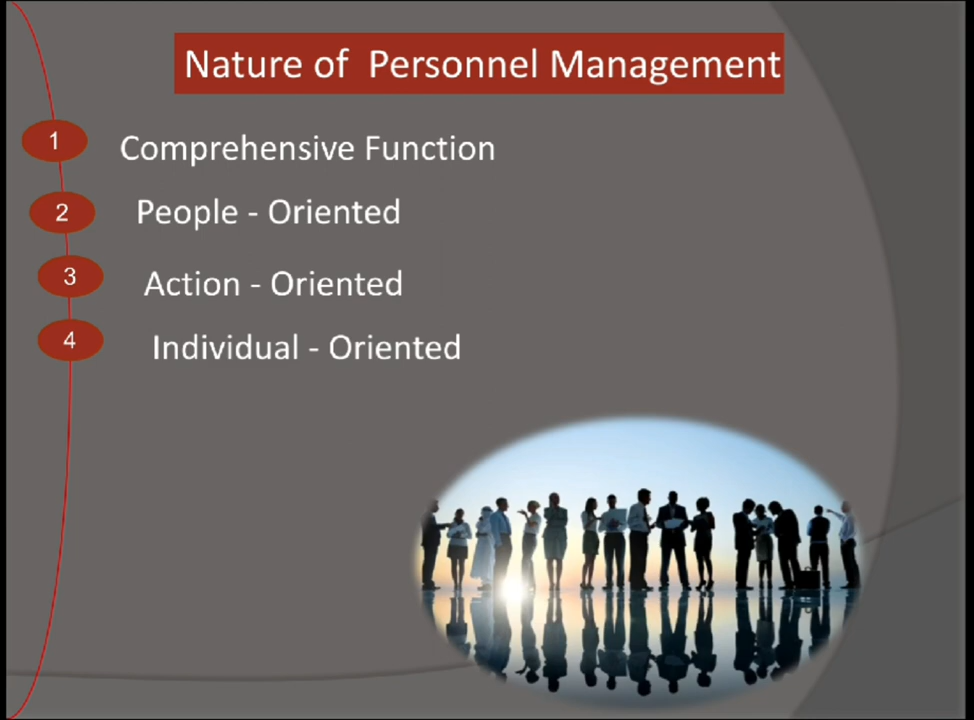 Nature of Personnel Management
1 Comprehensive Function
2 People - Oriented
3 Action - Oriented
4 Individual - Oriented